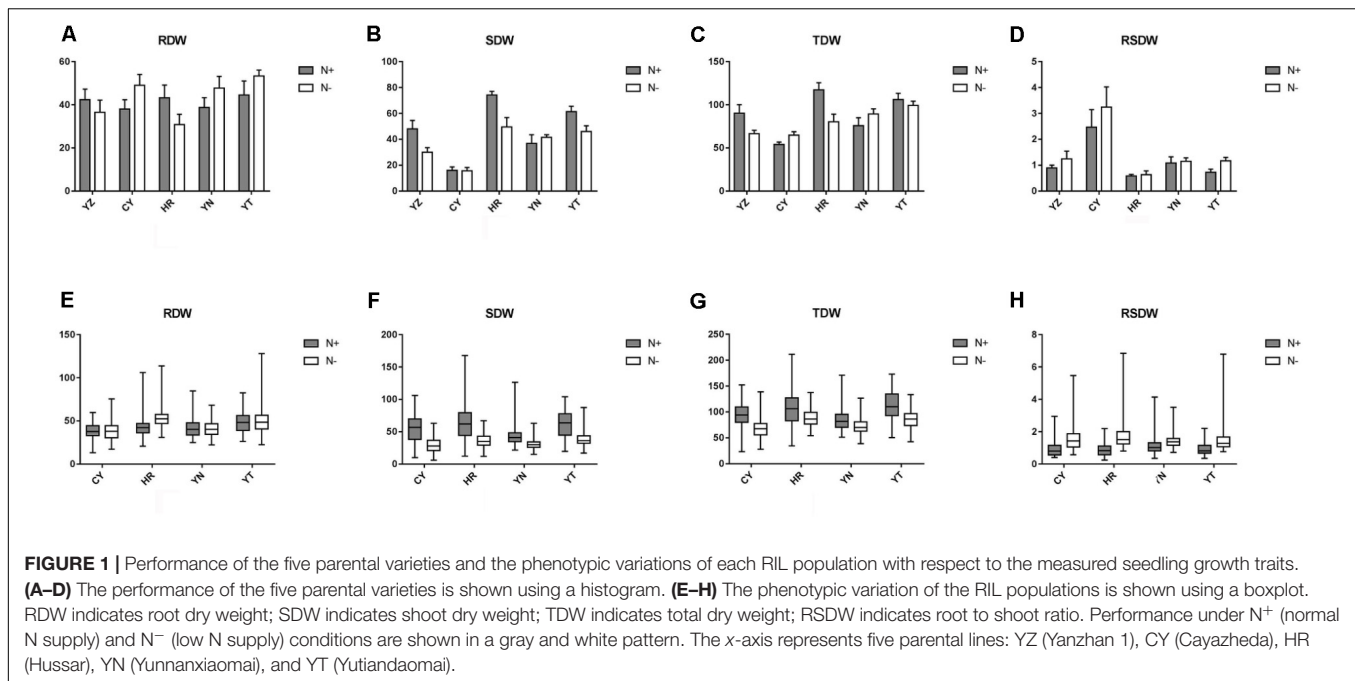 A
RDW
N+
N-
60
40
20
0
YZ
CY
HR
YN
YT
B
SDW
N+
N-
100
80
60
40
20
0
YZ
CY
HR
YN
YT
C
TDW
N+
N-
150
100
50
0
YZ
CY
HR
YN
YT
D
RSDW
N+
N-
5
4
3
2
1
0
YZ
CY
HR
YN
YT
E
RDW
N+
N-
150
100
50
0
CY
HR
YN
YT
F
SDW
N+
N-
200
150
100
50
0
CY
HR
YN
YT
G
TDW
N+
N-
250
200
150
100
50
0
CY
HR
YN
YT
H
RSDW
N+
N-
8
6
4
2
0
CY
HR
YN
YT
FIGURE 1 | Performance of the five parental varieties and the phenotypic variations of each RIL population with respect to the measured seedling growth traits.
(A–D) The performance of the five parental varieties is shown using a histogram. (E–H) The phenotypic variation of the RIL populations is shown using a boxplot.
RDW indicates root dry weight; SDW indicates shoot dry weight; TDW indicates total dry weight; RSDW indicates root to shoot ratio. Performance under N⁺ (normal
N supply) and N⁻ (low N supply) conditions are shown in a gray and white pattern. The x-axis represents five parental lines: YZ (Yanzhan 1), CY (Cayazheda), HR
(Hussar), YN (Yunnanxiaomai), and YT (Yutiandaomai).